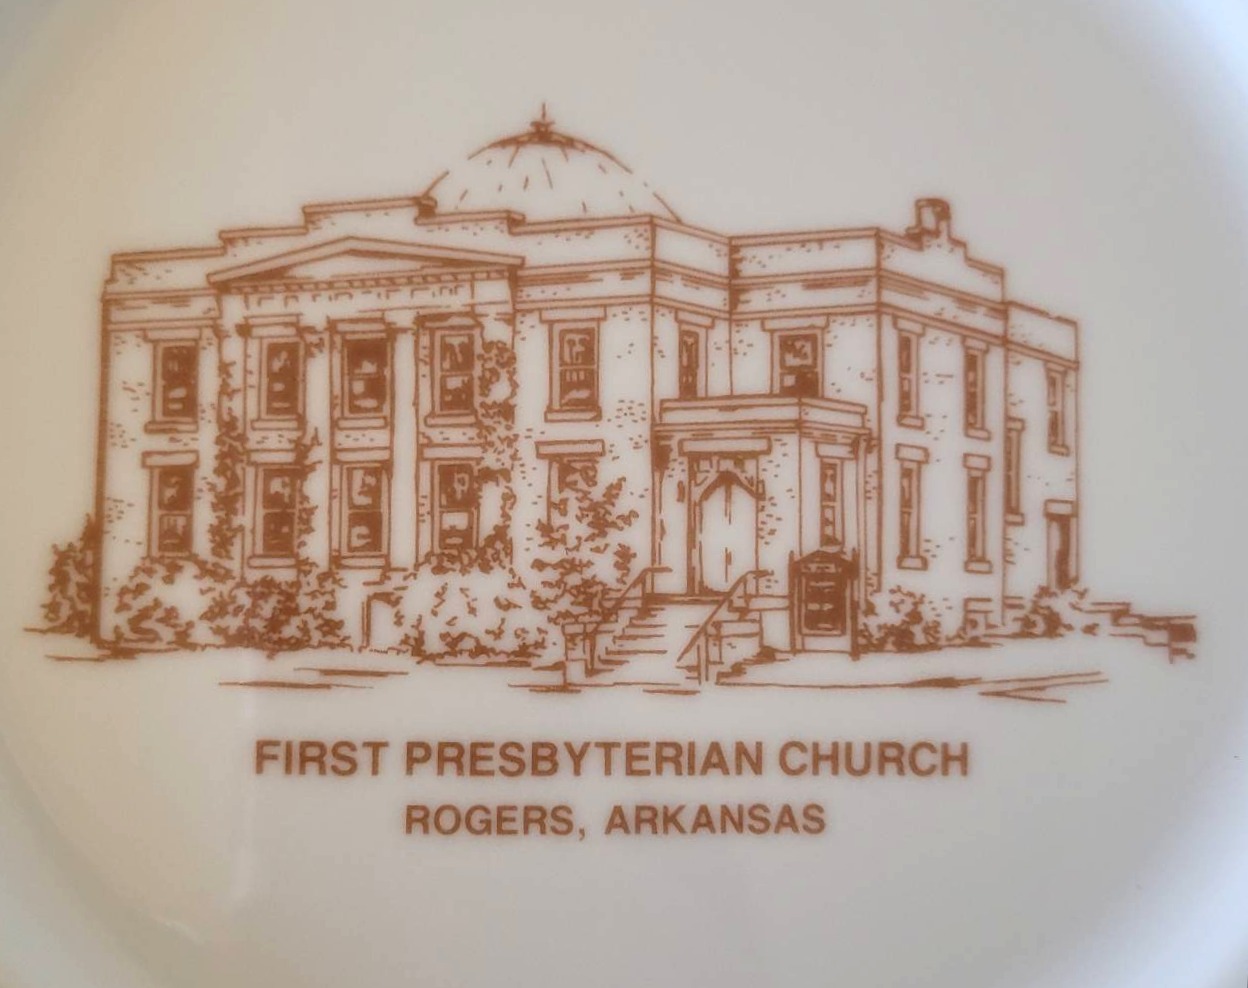 FIRST PRESBYTERIAN CHURCH
ROGERS, ARKANSAS